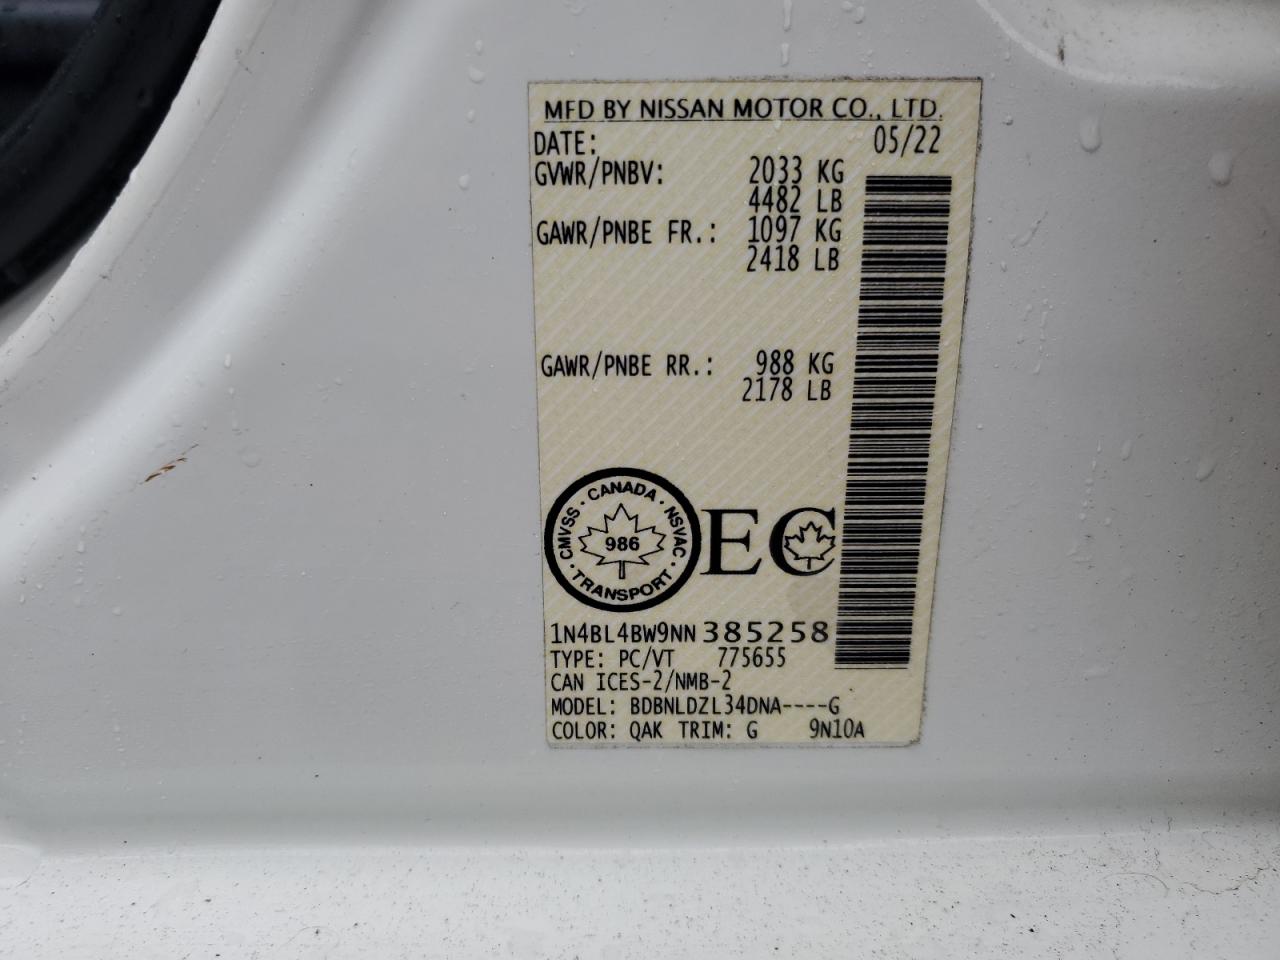 MFD BY NISSAN MOTOR CO., LTD.
DATE: 05/22
GVWR/PNBV: 2033 KG
4482 LB
GAWR/PNBE FR.: 1097 KG
2418 LB
GAWR/PNBE RR.: 988 KG
2178 LB
CMVSS · CANADA · NSVAC · TRANSPORT ·
986
EC
1N4BL4BW9NN385258
TYPE: PC/VT 775655
CAN ICES-2/NMB-2
MODEL: BDBNLDZL34DNA----G
COLOR: QAK TRIM: G 9N10A